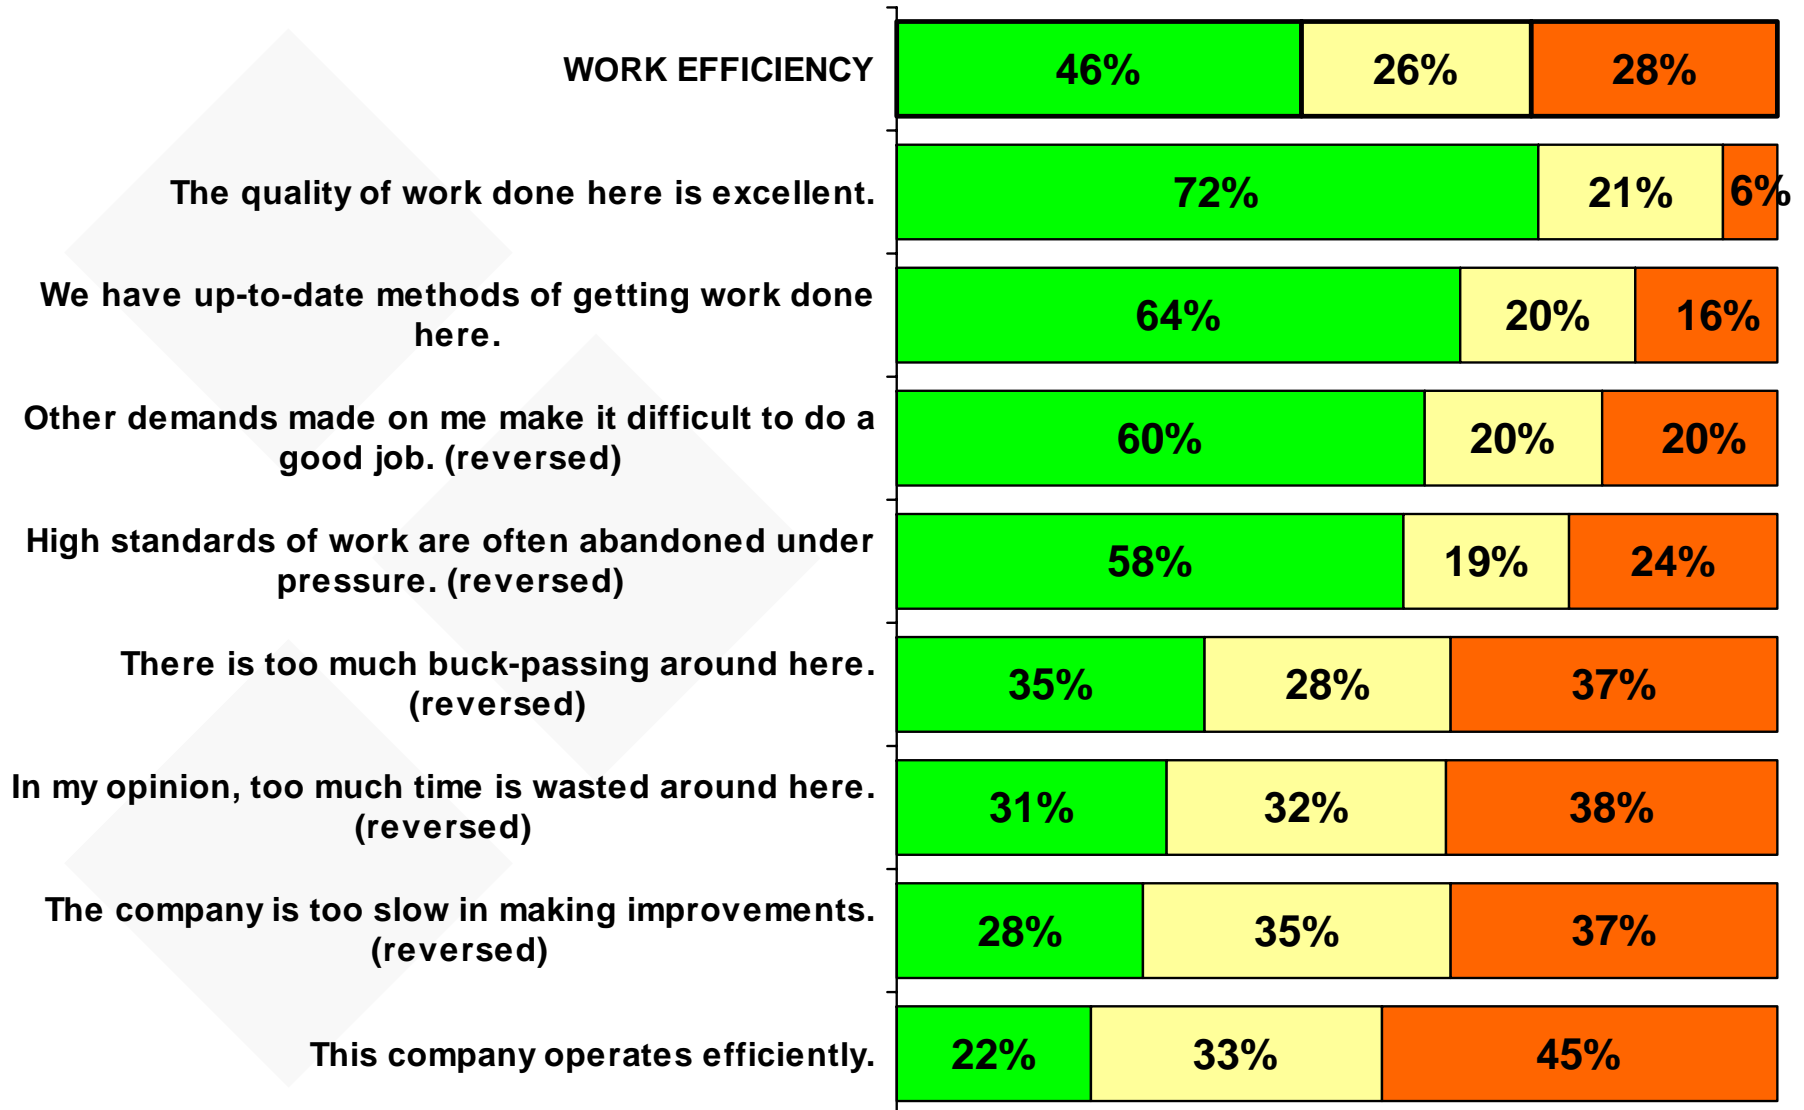 WORK EFFICIENCY
46% 26% 28%
The quality of work done here is excellent.
72% 21% 6%
We have up-to-date methods of getting work done
here.
64% 20% 16%
Other demands made on me make it difficult to do a
good job. (reversed)
60% 20% 20%
High standards of work are often abandoned under
pressure. (reversed)
58% 19% 24%
There is too much buck-passing around here.
(reversed)
35% 28% 37%
In my opinion, too much time is wasted around here.
(reversed)
31% 32% 38%
The company is too slow in making improvements.
(reversed)
28% 35% 37%
This company operates efficiently.
22% 33% 45%